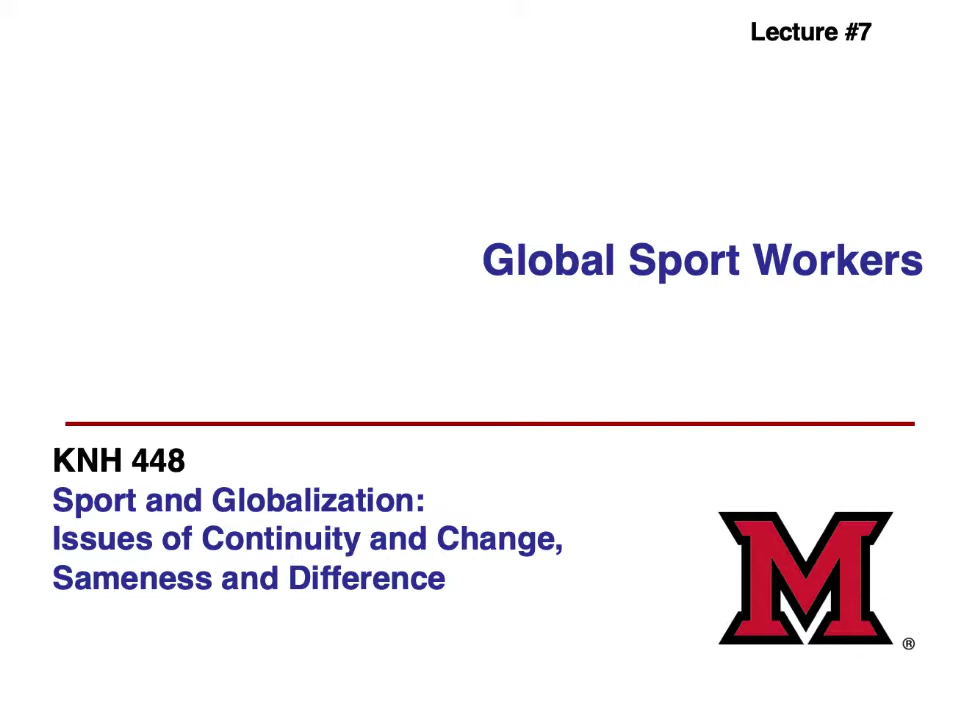 Lecture #7
Global Sport Workers
KNH 448
Sport and Globalization:
Issues of Continuity and Change,
Sameness and Difference
M
®